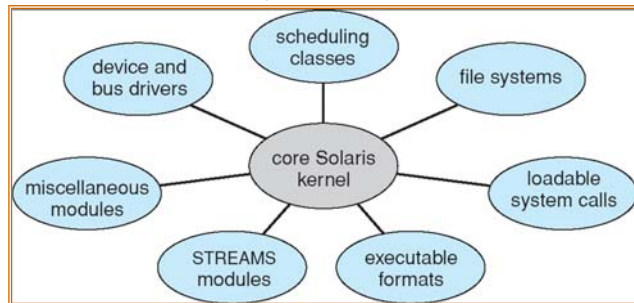 scheduling
classes
device and
bus drivers
file systems
core Solaris
kernel
miscellaneous
modules
loadable
system calls
STREAMS
modules
executable
formats